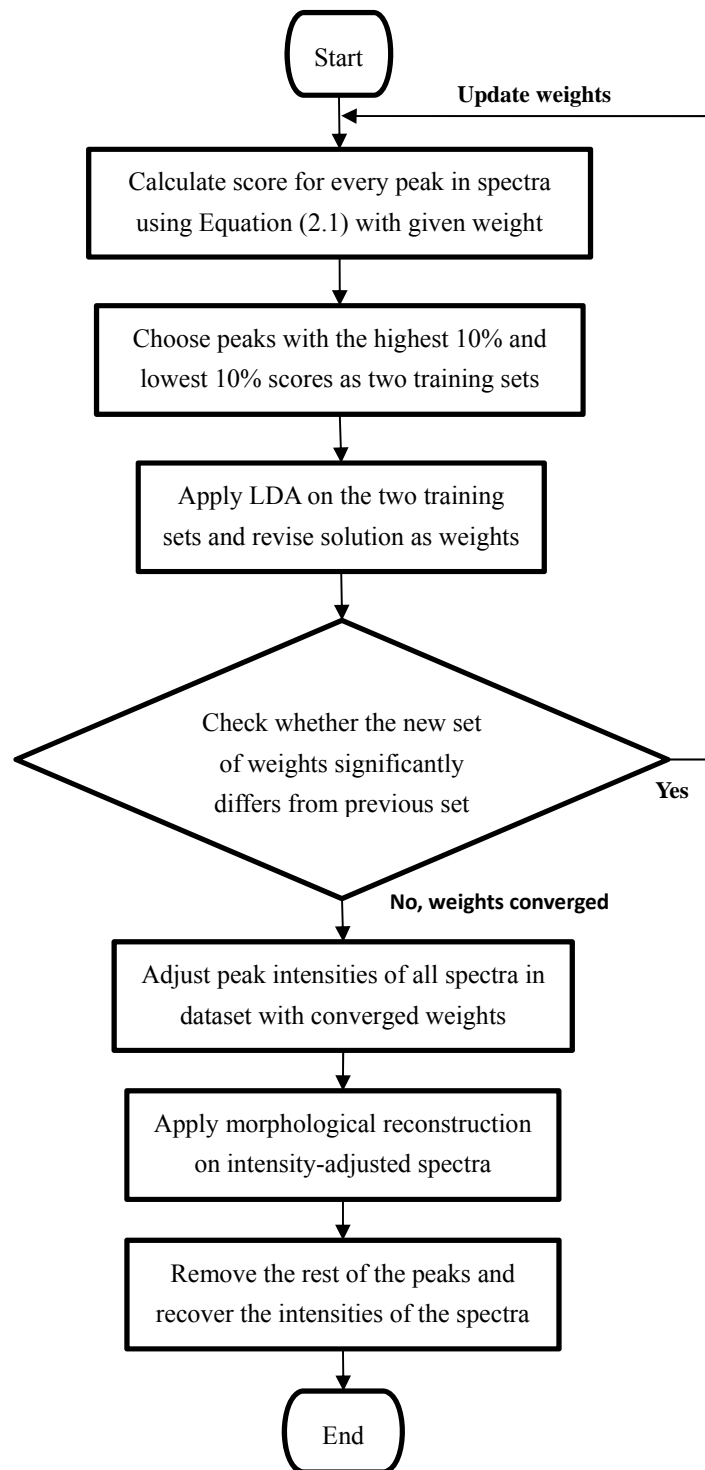 Start
Update weights
Calculate score for every peak in spectra
using Equation (2.1) with given weight
Choose peaks with the highest 10% and
lowest 10% scores as two training sets
Apply LDA on the two training
sets and revise solution as weights
Check whether the new set
of weights significantly
differs from previous set
Yes
No, weights converged
Adjust peak intensities of all spectra in
dataset with converged weights
Apply morphological reconstruction
on intensity-adjusted spectra
Remove the rest of the peaks and
recover the intensities of the spectra
End